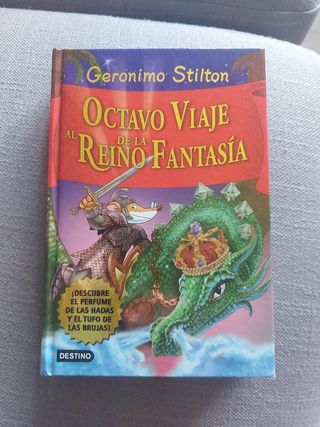 Geronimo Stilton
OCTAVO VIAJE
AL REINO DE LA FANTASÍA
¡DESCUBRE
EL PERFUME
DE LAS HADAS
Y EL TUFO DE
LAS BRUJAS!
DESTINO